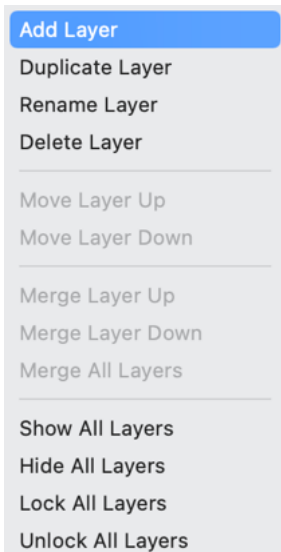 Add Layer
Duplicate Layer
Rename Layer
Delete Layer
Move Layer Up
Move Layer Down
Merge Layer Up
Merge Layer Down
Merge All Layers
Show All Layers
Hide All Layers
Lock All Layers
Unlock All Layers